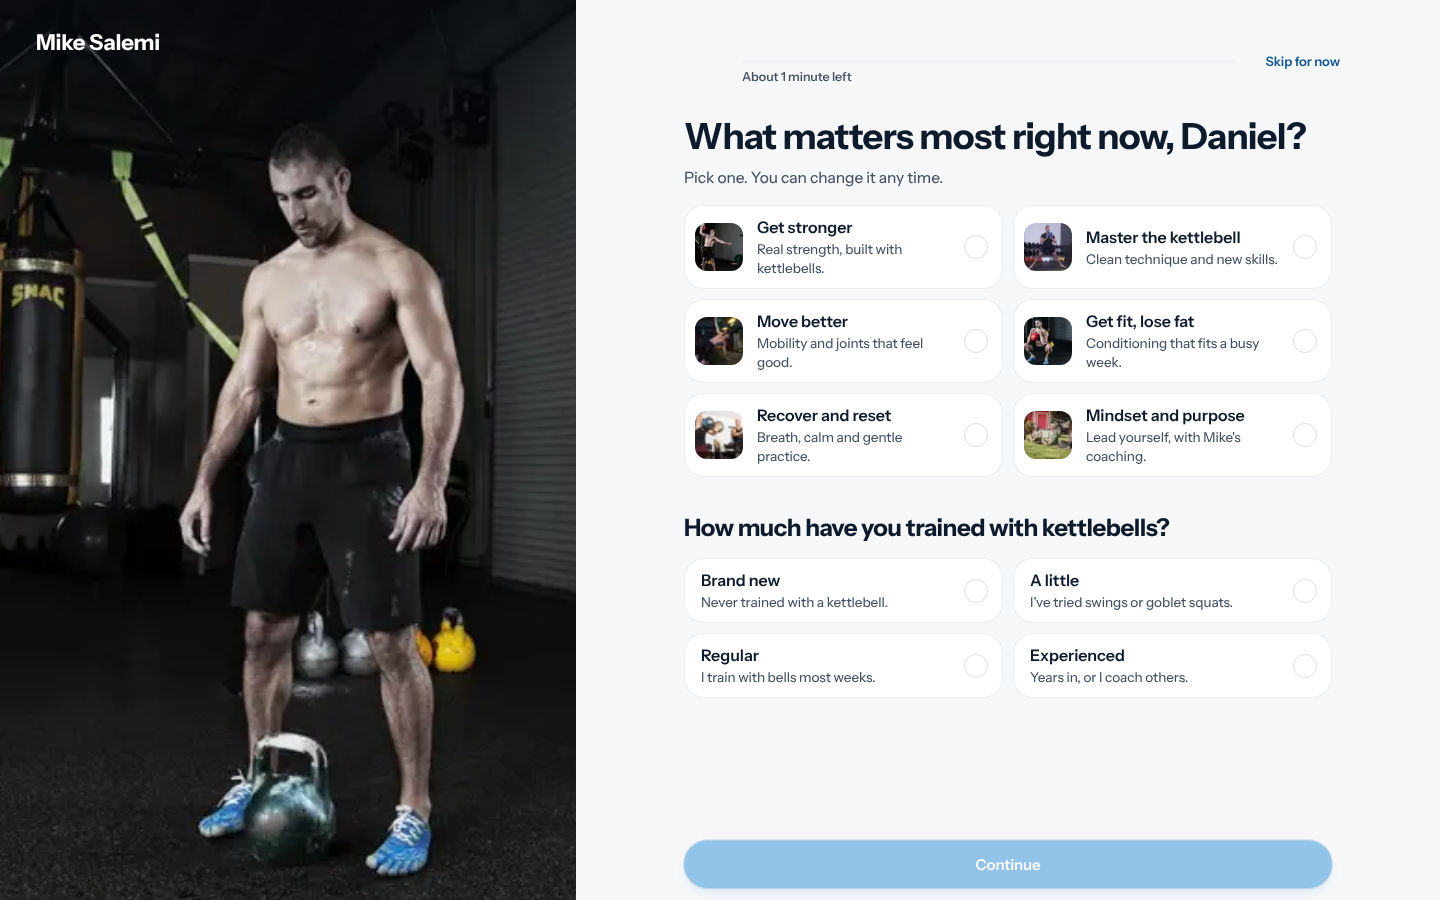 Mike Salemi
SNAC
Skip for now
About 1 minute left
What matters most right now, Daniel?
Pick one. You can change it any time.
Get stronger
Real strength, built with
kettlebells.
Master the kettlebell
Clean technique and new skills.
Move better
Mobility and joints that feel
good.
Get fit, lose fat
Conditioning that fits a busy
week.
Recover and reset
Breath, calm and gentle
practice.
Mindset and purpose
Lead yourself, with Mike's
coaching.
How much have you trained with kettlebells?
Brand new
Never trained with a kettlebell.
A little
I've tried swings or goblet squats.
Regular
I train with bells most weeks.
Experienced
Years in, or I coach others.
Continue